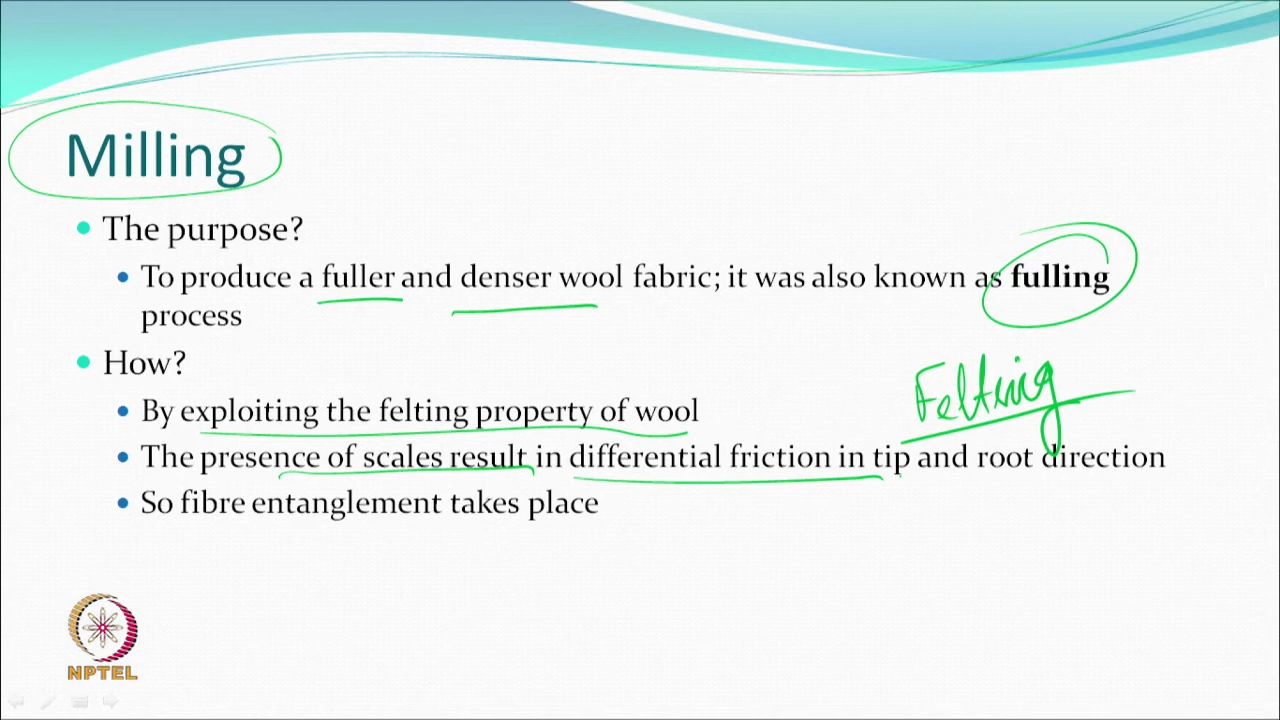 Milling
The purpose?
To produce a fuller and denser wool fabric; it was also known as fulling
process
How?
Felting
By exploiting the felting property of wool
The presence of scales result in differential friction in tip and root direction
So fibre entanglement takes place
NPTEL